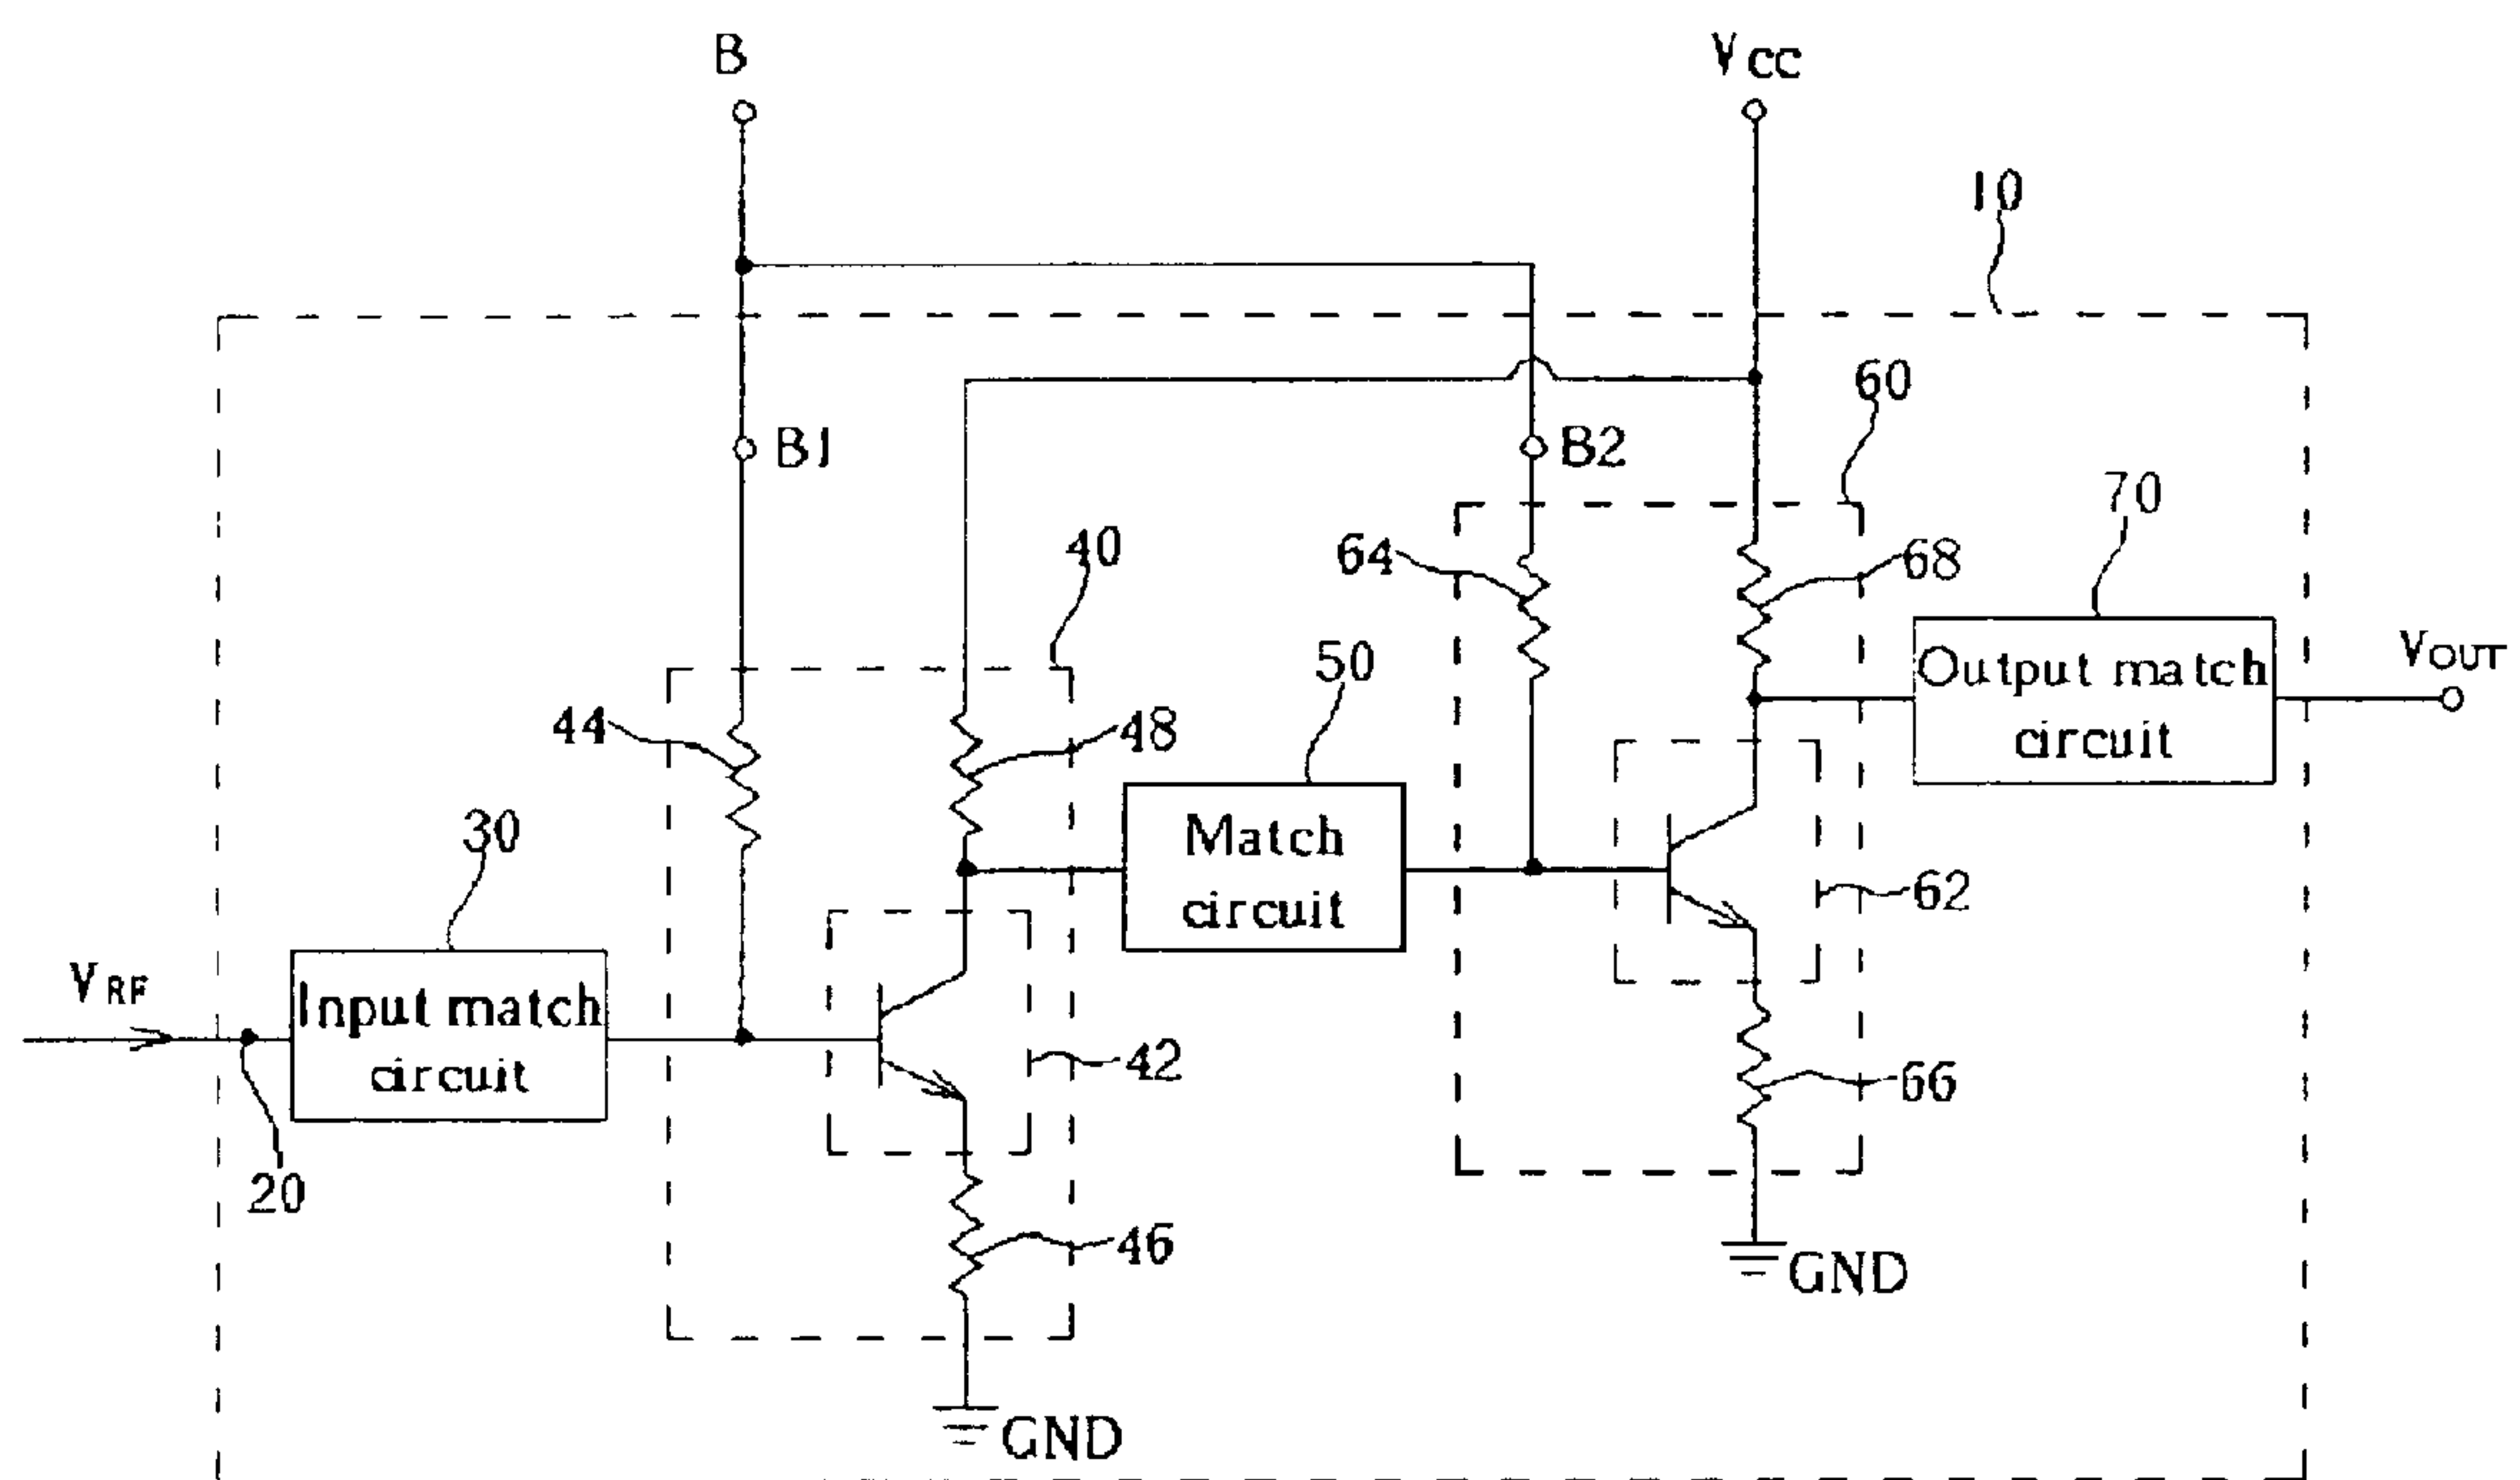 B
VCC
10
B1
B2
60
70
40
64
68
VOUT
Output match
circuit
50
44
48
30
Match
circuit
62
VRF
Input match
circuit
42
66
20
46
GND
GND